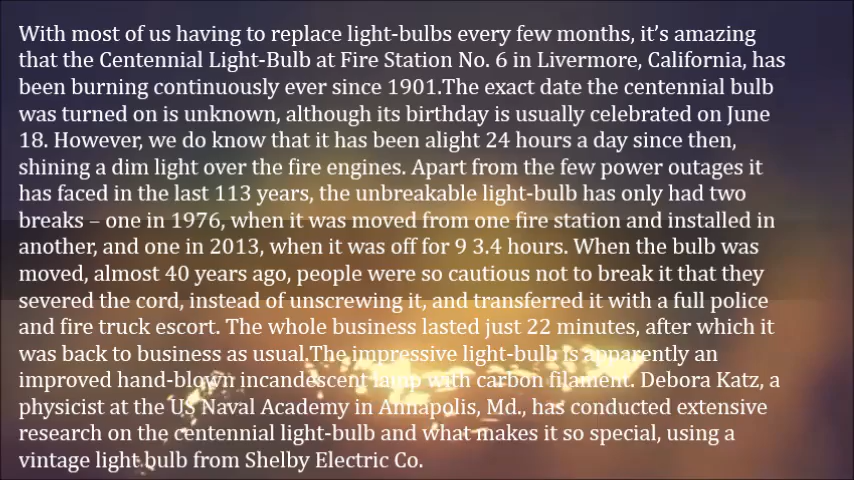 With most of us having to replace light-bulbs every few months, it’s amazing
that the Centennial Light-Bulb at Fire Station No. 6 in Livermore, California, has
been burning continuously ever since 1901.The exact date the centennial bulb
was turned on is unknown, although its birthday is usually celebrated on June
18. However, we do know that it has been alight 24 hours a day since then,
shining a dim light over the fire engines. Apart from the few power outages it
has faced in the last 113 years, the unbreakable light-bulb has only had two
breaks – one in 1976, when it was moved from one fire station and installed in
another, and one in 2013, when it was off for 9 3.4 hours. When the bulb was
moved, almost 40 years ago, people were so cautious not to break it that they
severed the cord, instead of unscrewing it, and transferred it with a full police
and fire truck escort. The whole business lasted just 22 minutes, after which it
was back to business as usual.The impressive light-bulb is apparently an
improved hand-blown incandescent lamp with carbon filament. Debora Katz, a
physicist at the US Naval Academy in Annapolis, Md., has conducted extensive
research on the centennial light-bulb and what makes it so special, using a
vintage light bulb from Shelby Electric Co.